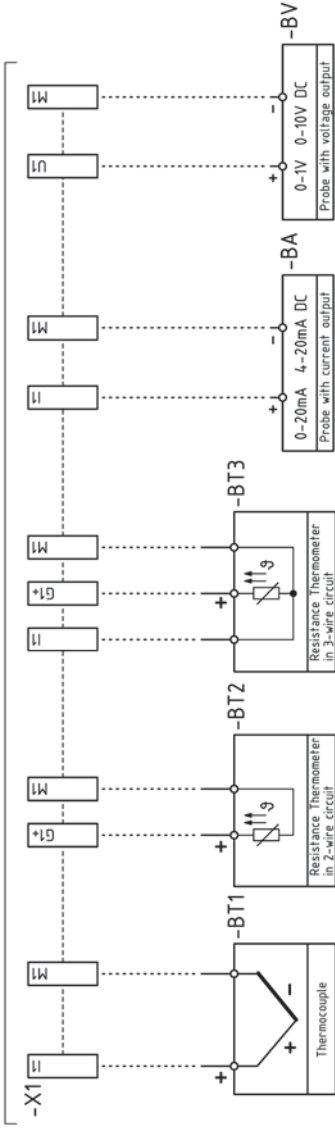 -X1
I1
M1
G1+
M1
I1
G1+
M1
I1
M1
U1
M1
-BT1
+
+ -
Thermocouple
-BT2
+
ϑ
Resistance Thermometer
in 2-wire circuit
-BT3
+
ϑ
Resistance Thermometer
in 3-wire circuit
-BA
+ -
0-20mA 4-20mA DC
Probe with current output
-BV
+ -
0-1V 0-10V DC
Probe with voltage output